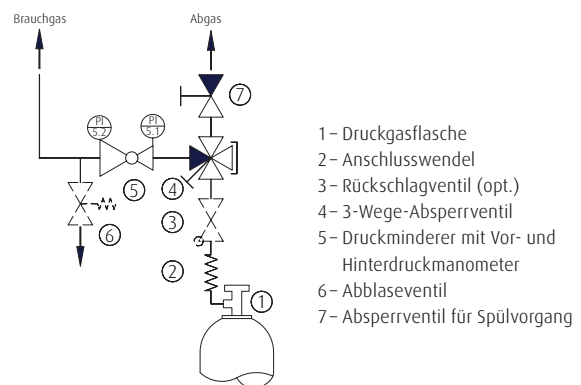 Brauchgas
Abgas
7
PI
5.2
PI
5.1
5
4
3
6
2
1
1 – Druckgasflasche
2 – Anschlusswendel
3 – Rückschlagventil (opt.)
4 – 3-Wege-Absperrventil
5 – Druckminderer mit Vor- und
Hinterdruckmanometer
6 – Abblaseventil
7 – Absperrventil für Spülvorgang